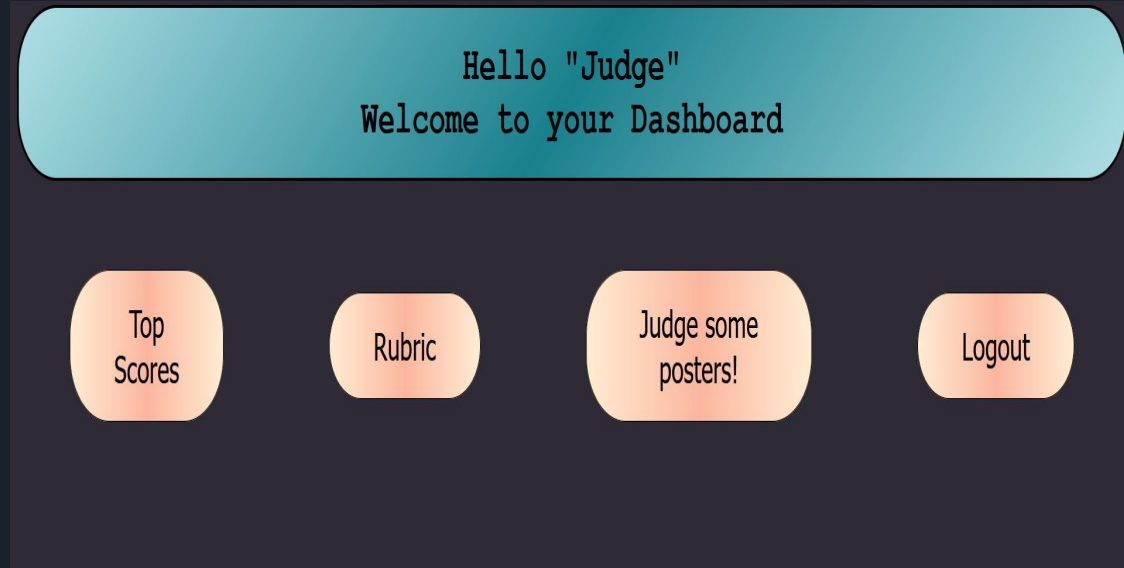 Hello "Judge"
Welcome to your Dashboard
Top
Scores
Rubric
Judge some
posters!
Logout